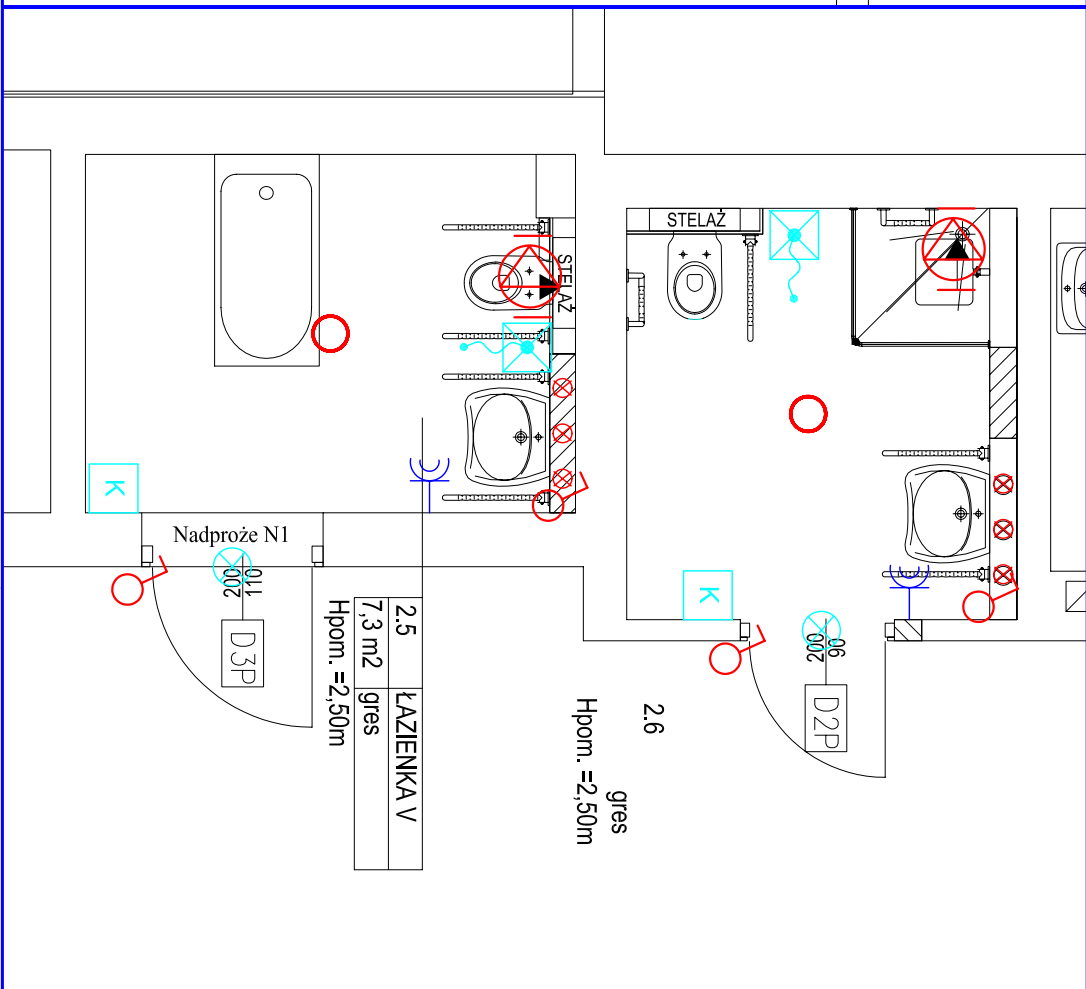 STELAŻ
STELAŻ
K
Nadproże N1
110
200
D3P
K
90
200
D2P
2.5 ŁAZIENKA V
7,3 m2 gres
Hpom. =2,50m
2.6
gres
Hpom. =2,50m